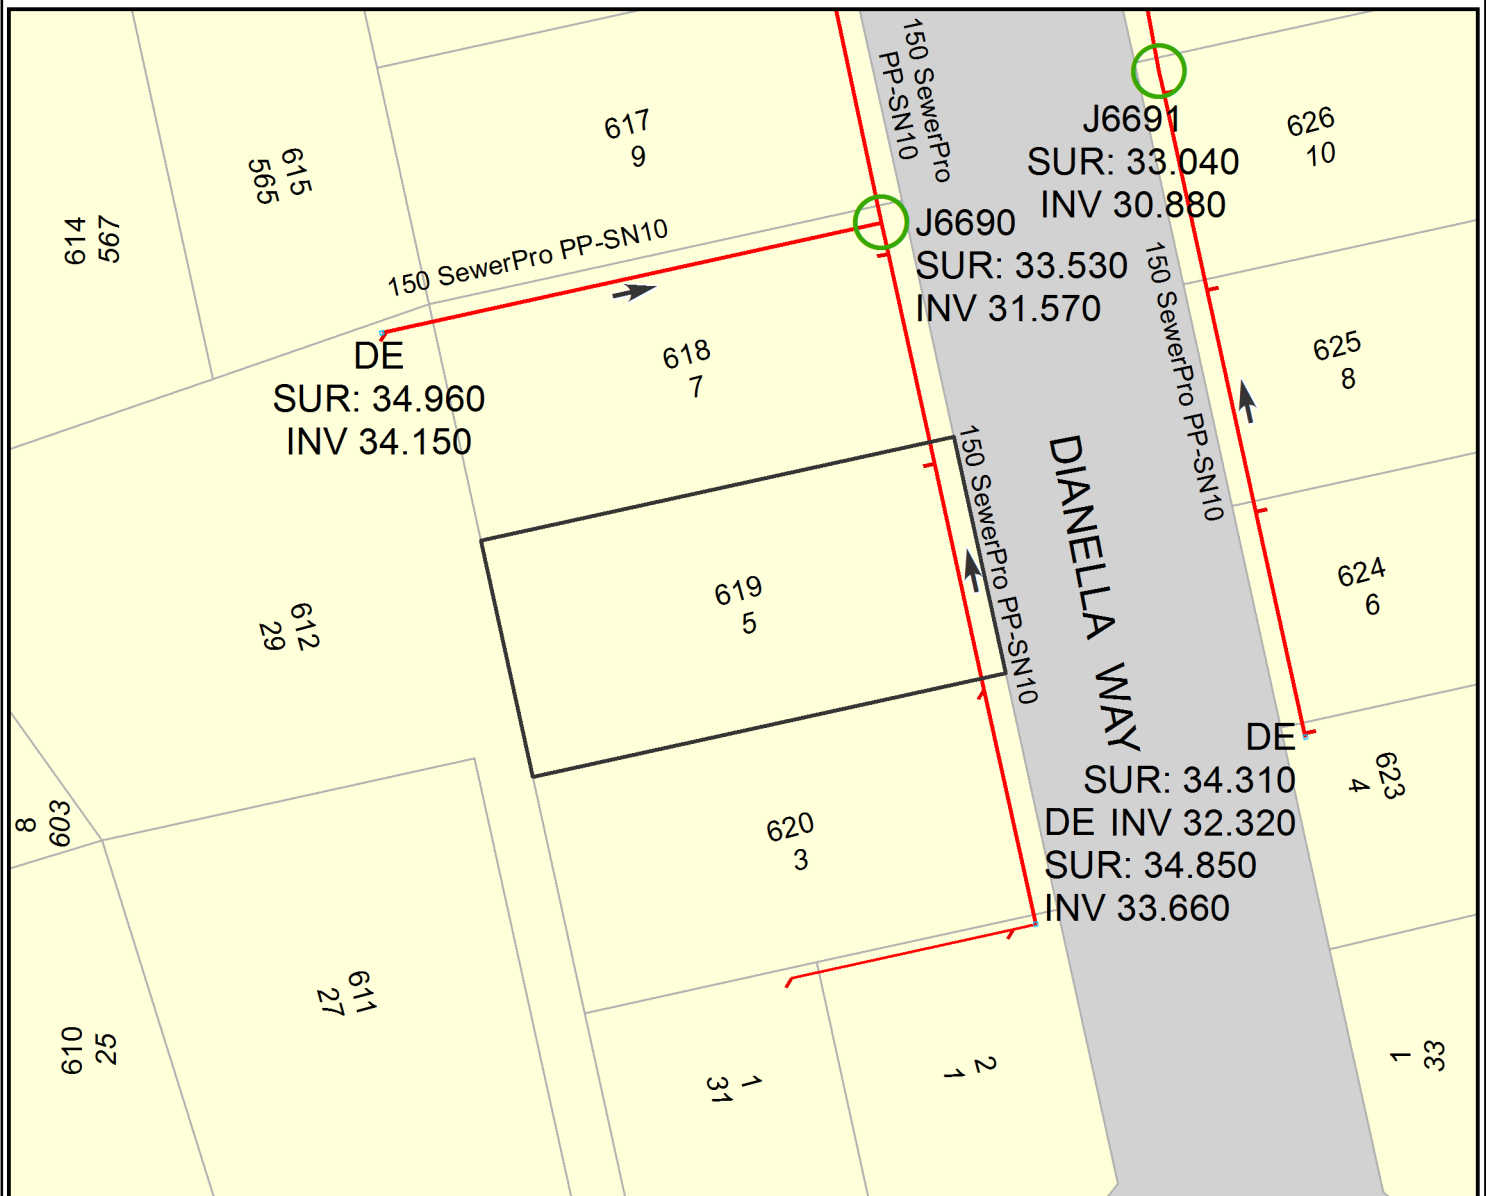 150 SewerPro
PP-SN10
617
9
615
565
614
567
150 SewerPro PP-SN10
J6691
SUR: 33.040
INV 30.880
626
10
J6690
SUR: 33.530
INV 31.570
150 SewerPro PP-SN10
625
8
DE
SUR: 34.960
INV 34.150
618
7
150 SewerPro PP-SN10
DIANELLA WAY
619
5
624
6
612
29
DE
SUR: 34.310
INV 32.320
623
4
DE
SUR: 34.850
INV 33.660
8
603
620
3
611
27
610
25
1
31
2
1
1
33